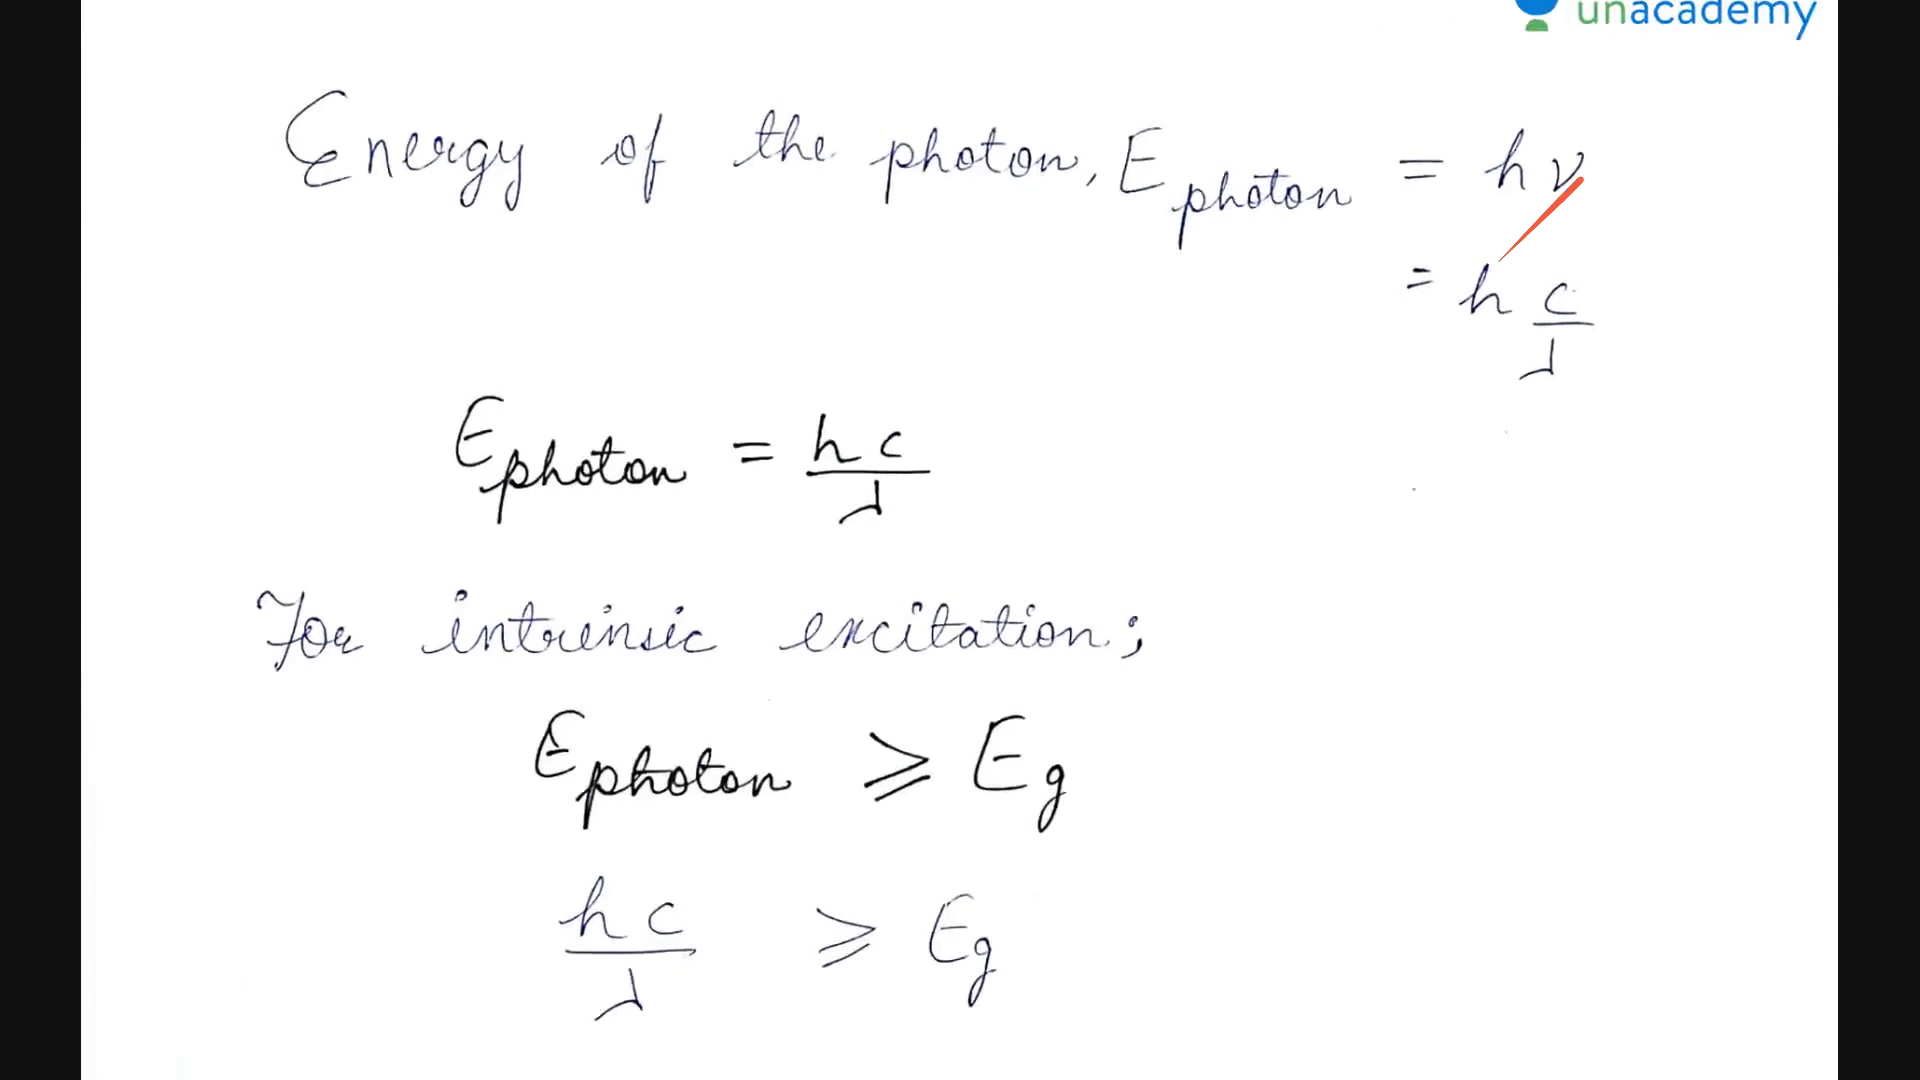 unacademy
Energy of the photon, E photon = hν
= h c/λ
E photon = hc/λ
For intrinsic excitation;
E photon ⩾ Eg
hc/λ ⩾ Eg